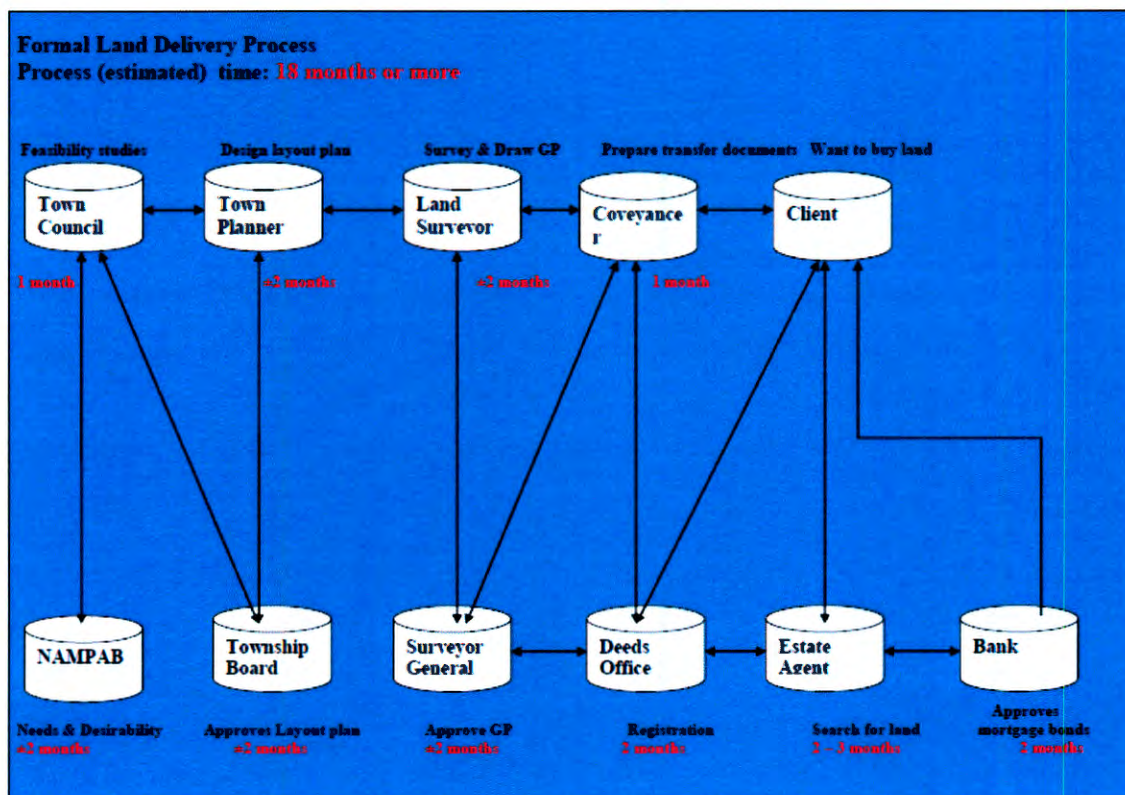 Formal Land Delivery Process
Process (estimated) time: 18 months or more
Feasibility studies
Design layout plan
Survey & Draw GP
Prepare transfer documents
Want to buy land
Town
Council
Town
Planner
Land
Surveyor
Coveyance
r
Client
1 month
±2 months
±2 months
1 month
NAMPAB
Township
Board
Surveyor
General
Deeds
Office
Estate
Agent
Bank
Needs & Desirability
±2 months
Approves Layout plan
±2 months
Approve GP
±2 months
Registration
2 months
Search for land
2 – 3 months
Approves
mortgage bonds
2 months